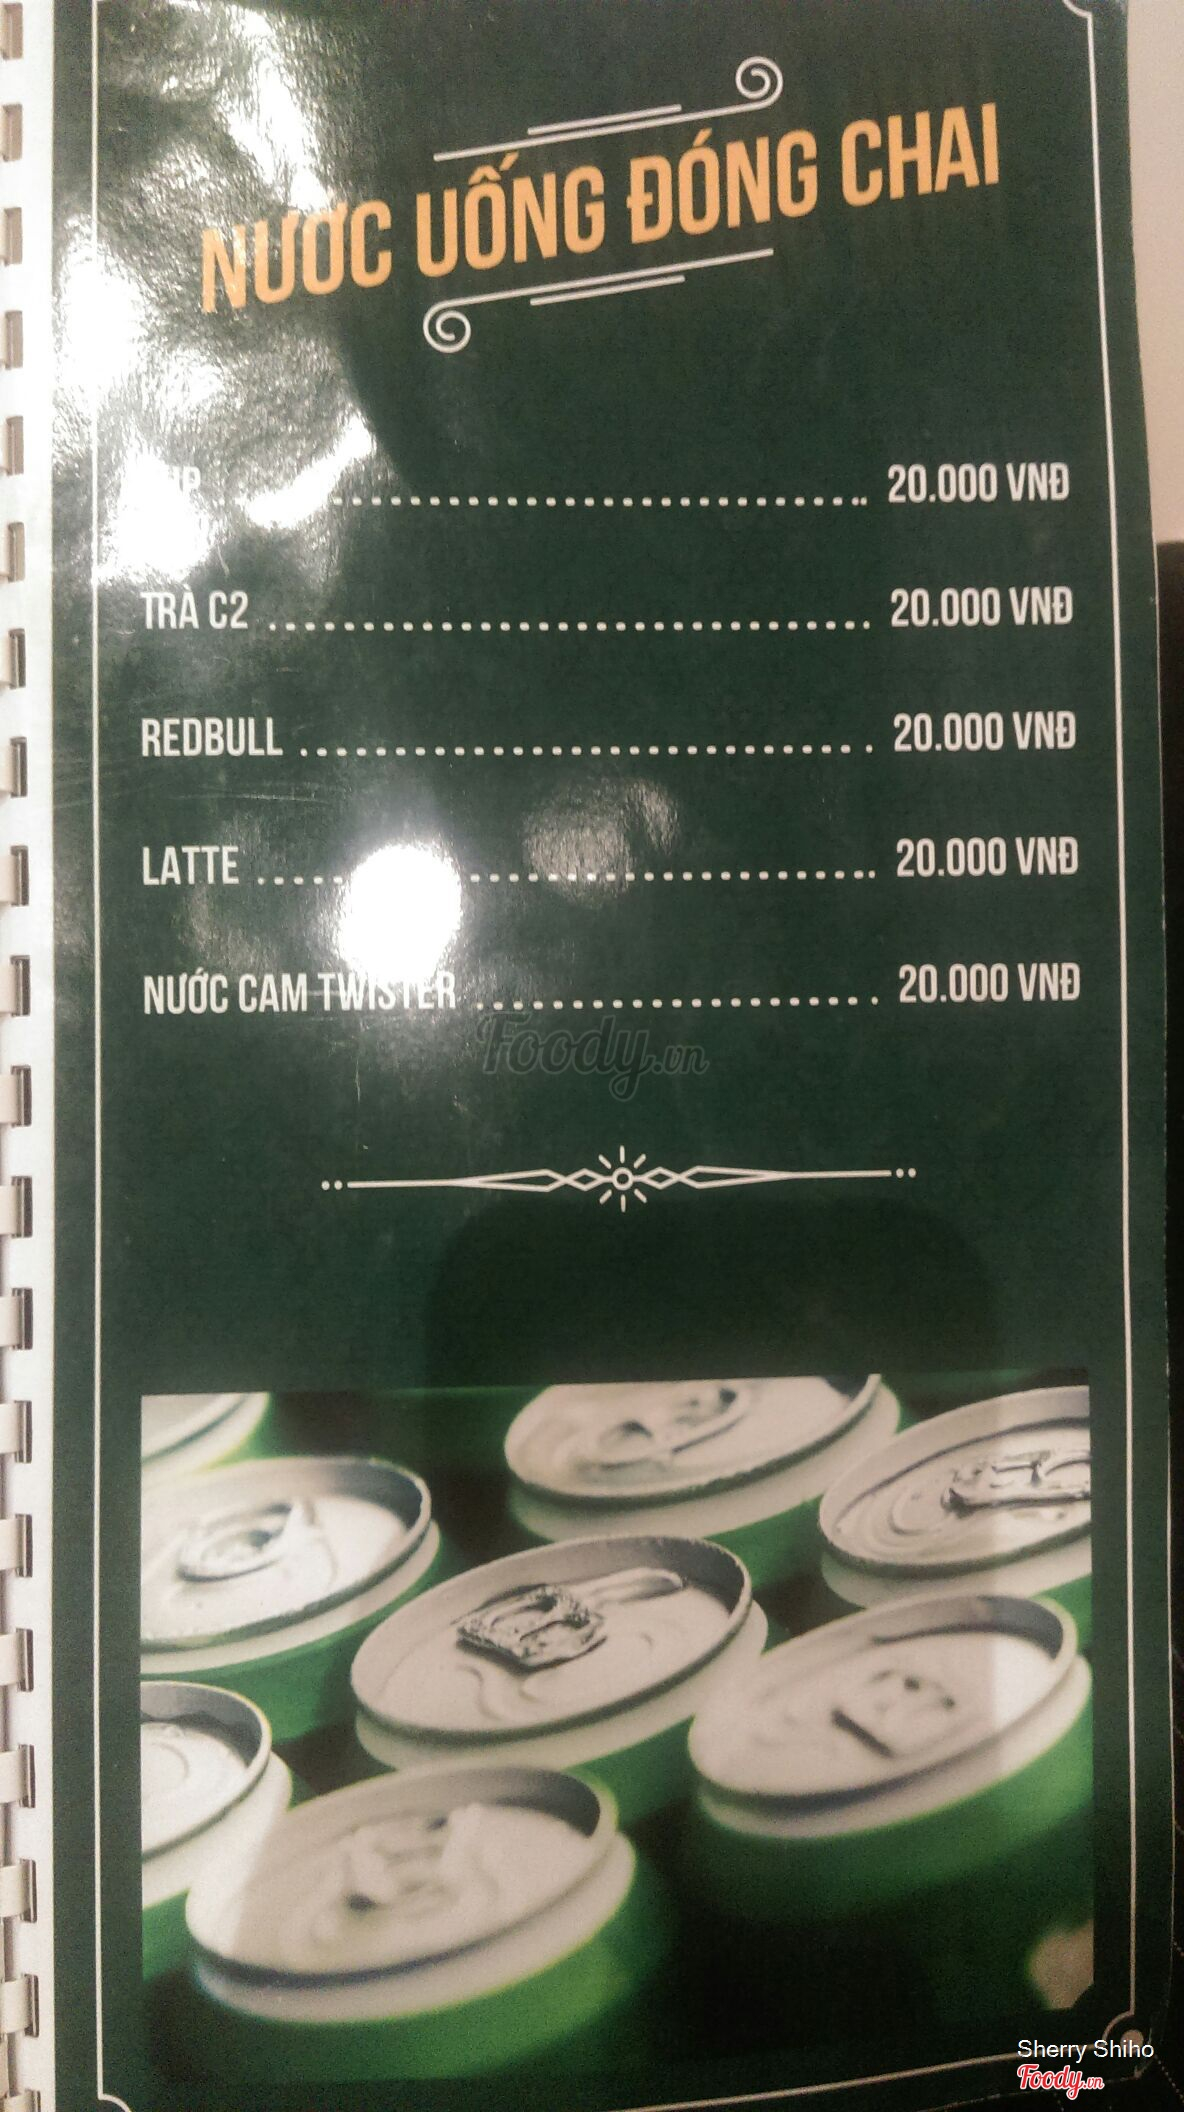 NƯỚC UỐNG ĐÓNG CHAI
........................................ 20.000 VNĐ
TRÀ C2 ........................................ 20.000 VNĐ
REDBULL ..................................... 20.000 VNĐ
LATTE ........................................ 20.000 VNĐ
NƯỚC CAM TWISTER .......................... 20.000 VNĐ
Foody.vn
Sherry Shiho
Foody.vn